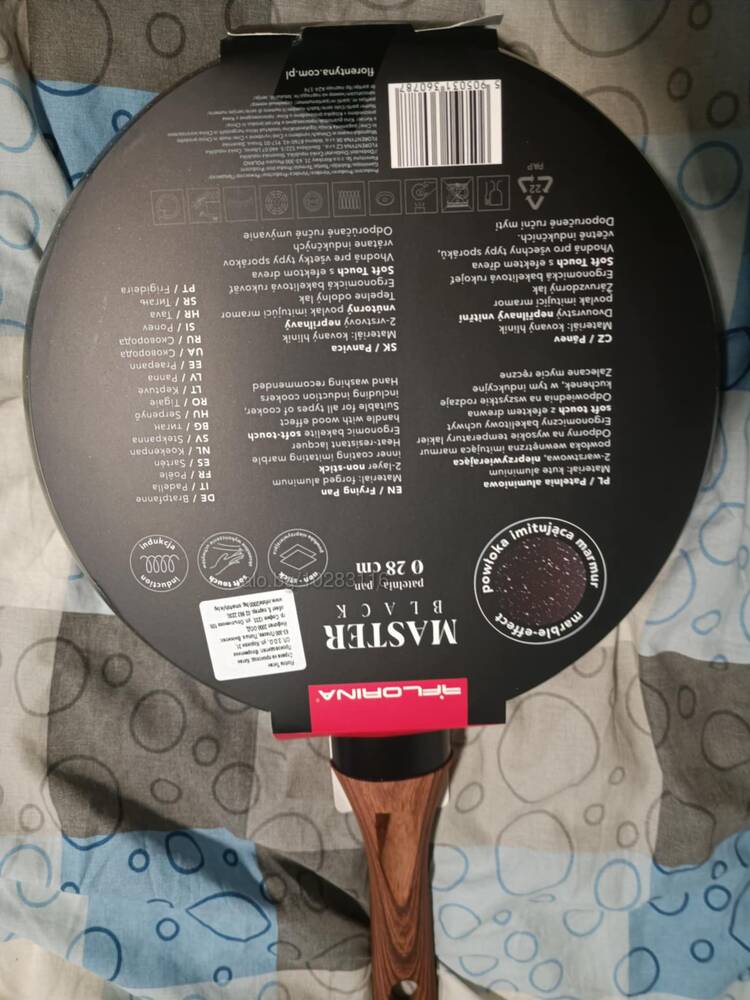 FLORINA®
MASTER
BLACK
patelnia / pan
O 28 cm
powłoka imitująca marmur
marble-effect
non-stick
soft touch
indukcja
induction
PL / Patelnia aluminiowa
Materiał: kute aluminium
2-warstwowa, nieprzywierająca
powłoka wewnętrzna imitująca marmur
Odporny na wysokie temperatury lakier
Ergonomiczny bakelitowy uchwyt
soft touch z efektem drewna
Odpowiednia na wszystkie rodzaje
kuchenek, w tym indukcyjne
Zalecane mycie ręczne
EN / Frying Pan
Material: forged aluminum
2-layer non-stick
inner coating imitating marble
Heat-resistant lacquer
Ergonomic bakelite soft-touch
handle with wood effect
Suitable for all types of cooker,
including induction cookers
Hand washing recommended
DE / Bratpfanne
IT / Padella
FR / Poêle
ES / Sartén
NL / Koekenpan
SV / Stekpanna
BG / Тиган
HU / Serpenyő
RO / Tigaie
LT / Keptuvė
LV / Panna
EE / Praepann
UA / Сковорода
RU / Сковорода
SI / Ponev
HR / Tava
SR / Тигањ
PT / Frigideira
CZ / Pánev
Materiál: kovaný hliník
Dvouvrstvý nepřilnavý vnitřní
povlak imitující mramor
Žáruvzdorný lak
Ergonomická bakelitová rukojeť
Soft Touch s efektem dřeva
Vhodná pro všechny typy sporáků,
včetně indukčních.
Doporučené ruční mytí
SK / Panvica
Materiál: kovaný hliník
2-vrstvový nepriľnavý
vnútorný povlak imitujúci mramor
Tepelne odolný lak
Ergonomická bakelitová rukoväť
Soft Touch s efektom dreva
Vhodná pre všetky typy sporákov
vrátane indukčných
Odporúčané ručné umývanie
22
PAP
5 905031 360787
florentyna.com.pl